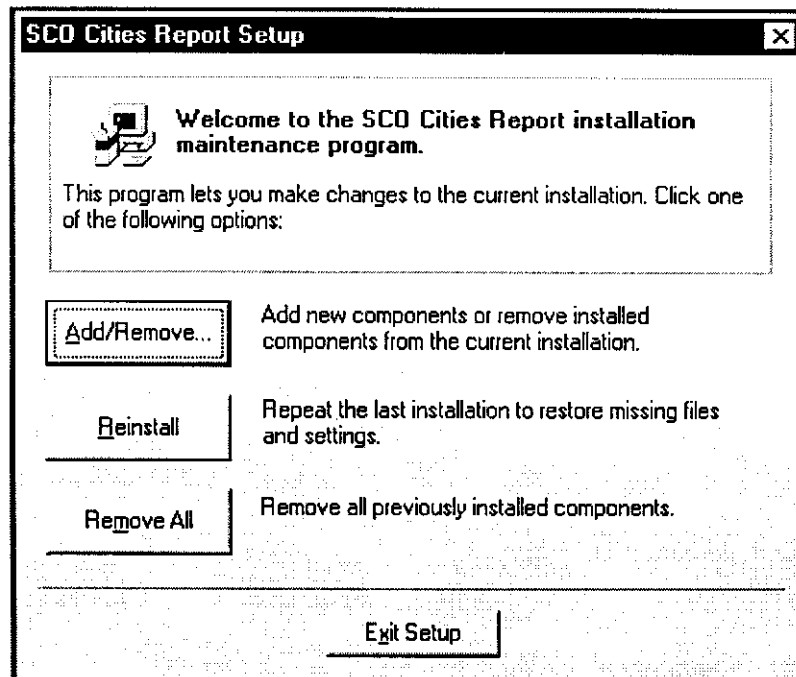 SCO Cities Report Setup
Welcome to the SCO Cities Report installation
maintenance program.
This program lets you make changes to the current installation. Click one
of the following options:
Add/Remove...
Add new components or remove installed
components from the current installation.
Reinstall
Repeat the last installation to restore missing files
and settings.
Remove All
Remove all previously installed components.
Exit Setup